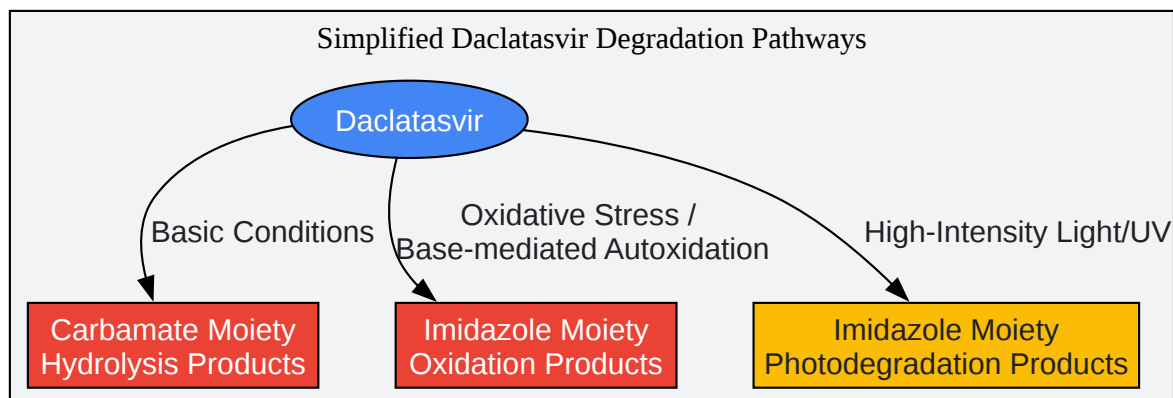 Simplified Daclatasvir Degradation Pathways
Daclatasvir
Basic Conditions
Oxidative Stress /
Base-mediated Autoxidation
High-Intensity Light/UV
Carbamate Moiety
Hydrolysis Products
Imidazole Moiety
Oxidation Products
Imidazole Moiety
Photodegradation Products